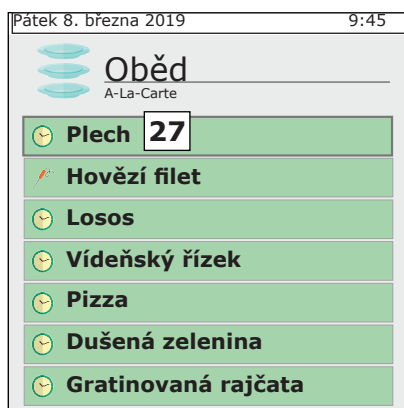 Pátek 8. března 2019 9:45
Oběd
A-La-Carte
Plech 27
Hovězí filet
Losos
Vídeňský řízek
Pizza
Dušená zelenina
Gratinovaná rajčata